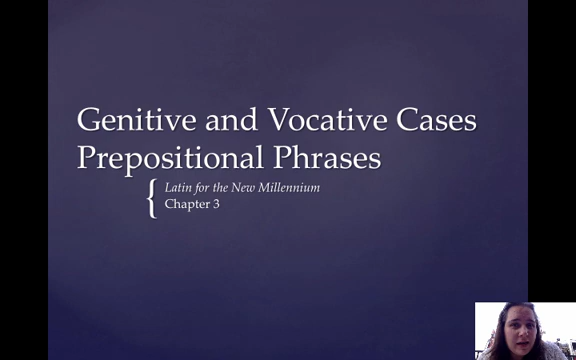 Genitive and Vocative Cases
Prepositional Phrases
Latin for the New Millennium
Chapter 3